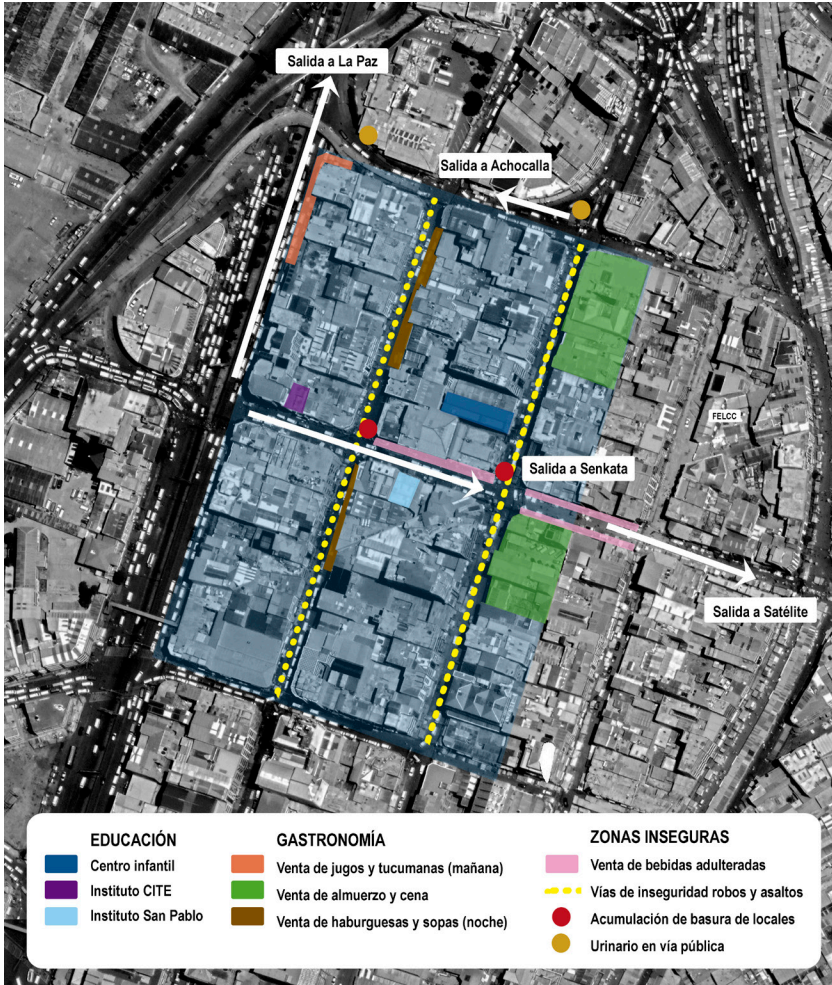 Salida a La Paz
Salida a Achocalla
FELCC
Salida a Senkata
Salida a Satélite
EDUCACIÓN
Centro infantil
Instituto CITE
Instituto San Pablo
GASTRONOMÍA
Venta de jugos y tucumanas (mañana)
Venta de almuerzo y cena
Venta de haburguesas y sopas (noche)
ZONAS INSEGURAS
Venta de bebidas adulteradas
Vías de inseguridad robos y asaltos
Acumulación de basura de locales
Urinario en vía pública